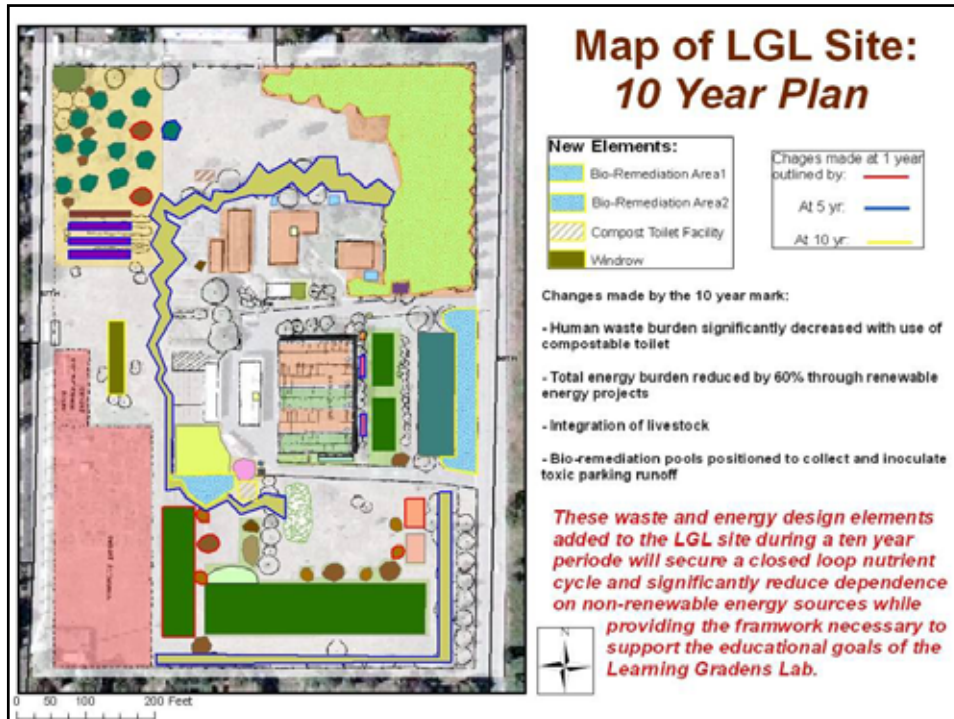 Map of LGL Site:
10 Year Plan
New Elements:
Bio-Remediation Area1
Bio-Remediation Area2
Compost Toilet Facility
Windrow
Chages made at 1 year
outlined by:
At 5 yr:
At 10 yr:
Changes made by the 10 year mark:
- Human waste burden significantly decreased with use of
compostable toilet
- Total energy burden reduced by 60% through renewable
energy projects
- Integration of livestock
- Bio-remediation pools positioned to collect and inoculate
toxic parking runoff
These waste and energy design elements
added to the LGL site during a ten year
periode will secure a closed loop nutrient
cycle and significantly reduce dependence
on non-renewable energy sources while
providing the framwork necessary to
support the educational goals of the
Learning Gradens Lab.
N
0 50 100 200 Feet